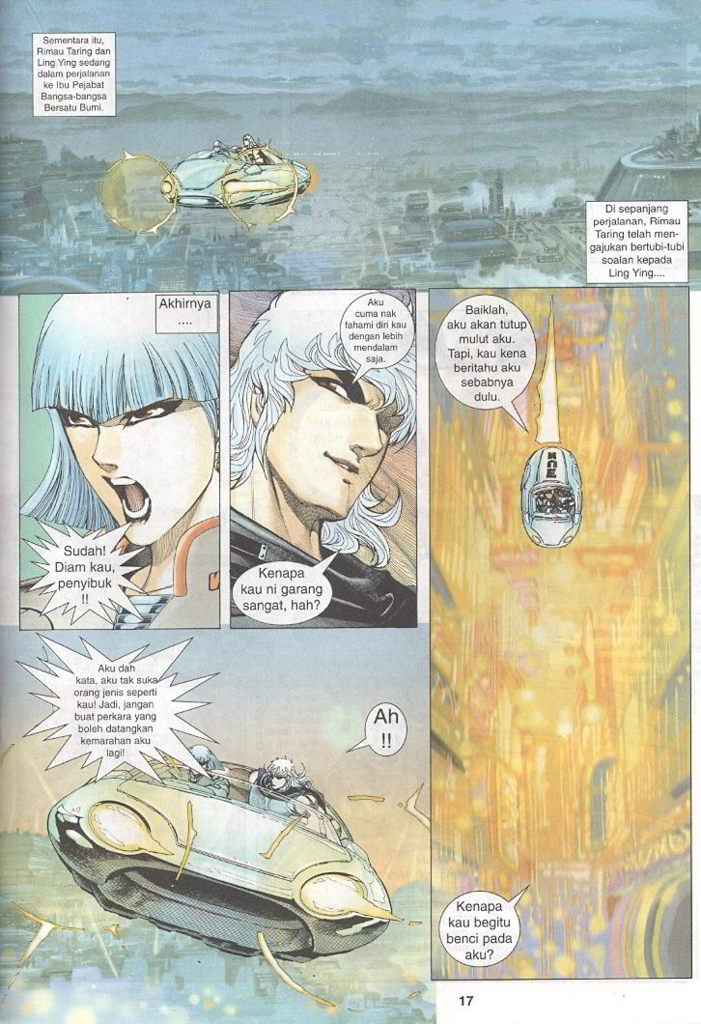 Sementara itu,
Rimau Taring dan
Ling Ying sedang
dalam perjalanan
ke Ibu Pejabat
Bangsa-bangsa
Bersatu Bumi.
Di sepanjang
perjalanan, Rimau
Taring telah men-
gajukan bertubi-tubi
soalan kepada
Ling Ying....
Akhirnya
....
Sudah!
Diam kau,
penyibuk
!!
Aku
cuma nak
fahami diri kau
dengan lebih
mendalam
saja.
Kenapa
kau ni garang
sangat, hah?
Baiklah,
aku akan tutup
mulut aku.
Tapi, kau kena
beritahu aku
sebabnya
dulu.
Kenapa
kau begitu
benci pada
aku?
Aku dah
kata, aku tak suka
orang jenis seperti
kau! Jadi, jangan
buat perkara yang
boleh datangkan
kemarahan aku
lagi!
Ah
!!
17